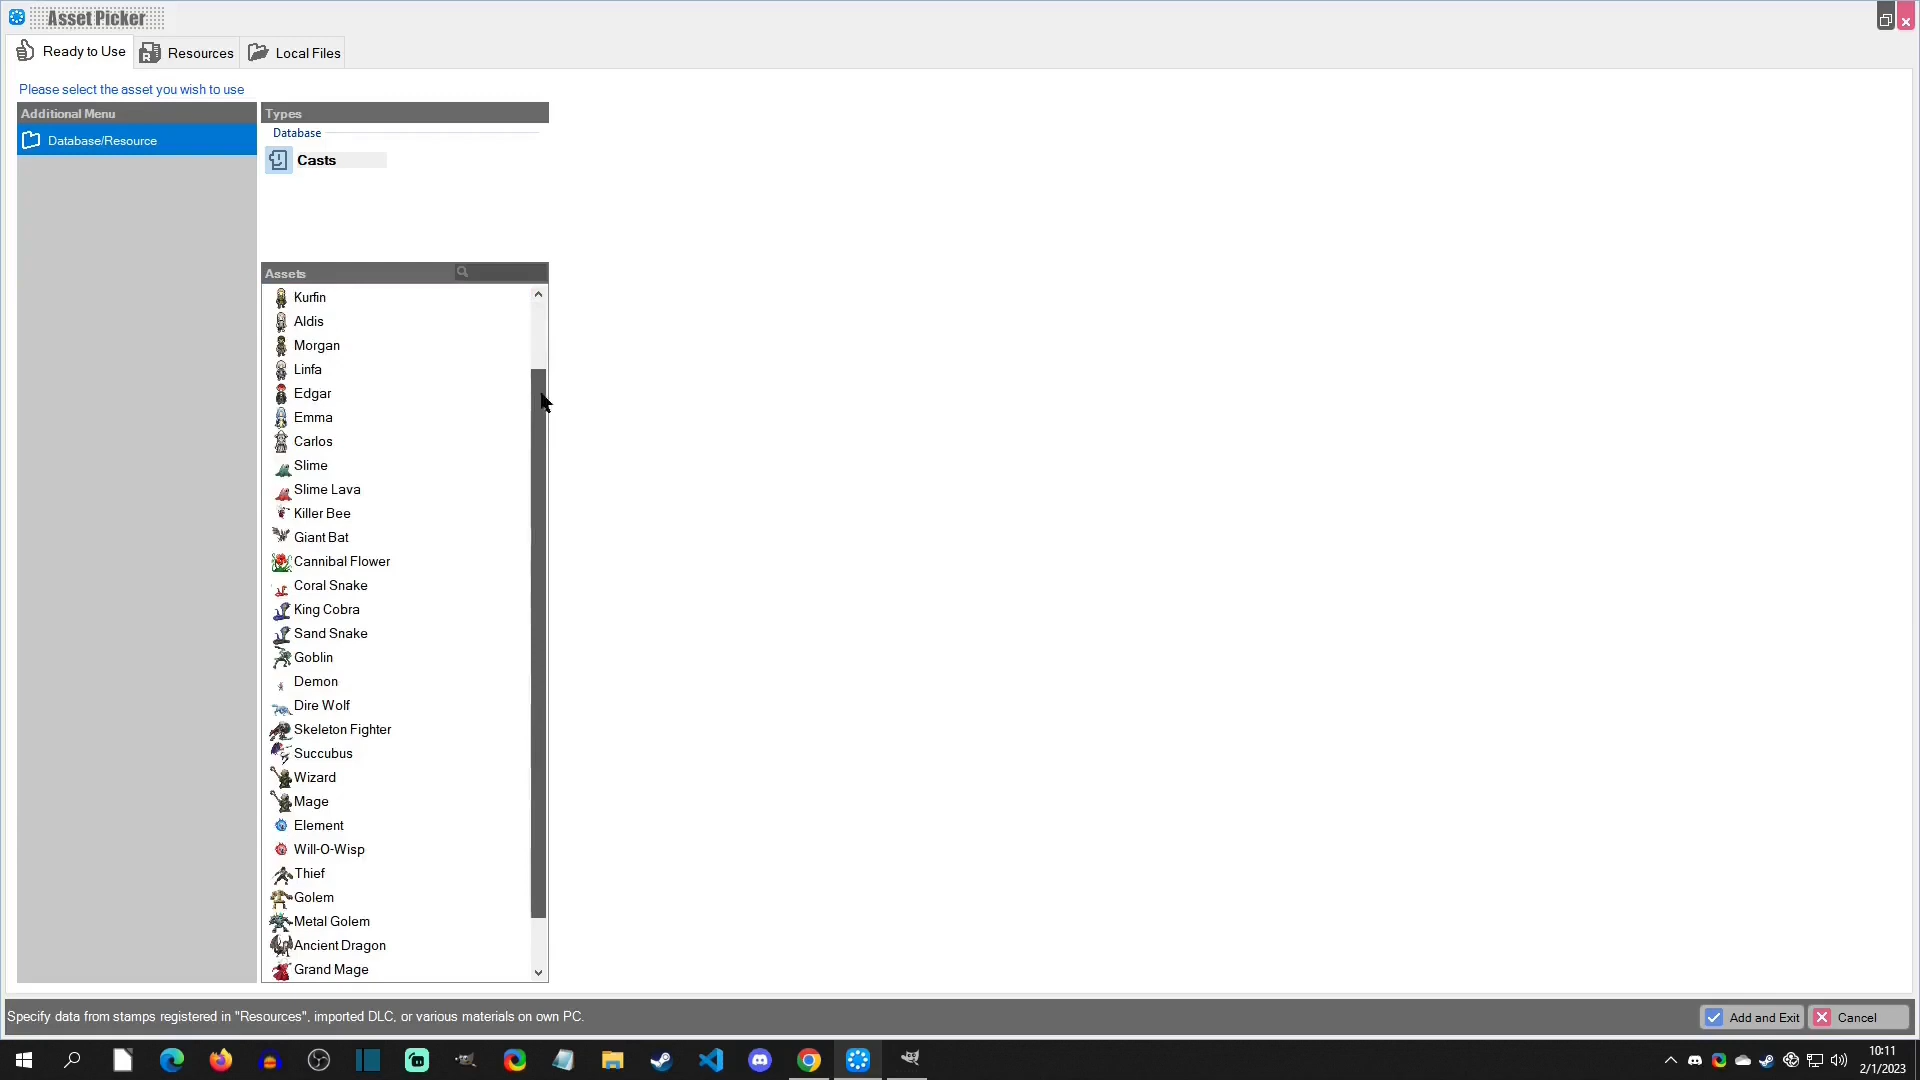 Asset Picker
Ready to Use
Resources
Local Files
Please select the asset you wish to use
Additional Menu
Database/Resource
Types
Database
Casts
Assets
Kurfin
Aldis
Morgan
Linfa
Edgar
Emma
Carlos
Slime
Slime Lava
Killer Bee
Giant Bat
Cannibal Flower
Coral Snake
King Cobra
Sand Snake
Goblin
Demon
Dire Wolf
Skeleton Fighter
Succubus
Wizard
Mage
Element
Will-O-Wisp
Thief
Golem
Metal Golem
Ancient Dragon
Grand Mage
Specify data from stamps registered in "Resources", imported DLC, or various materials on own PC.
Add and Exit
Cancel
10:11
2/1/2023